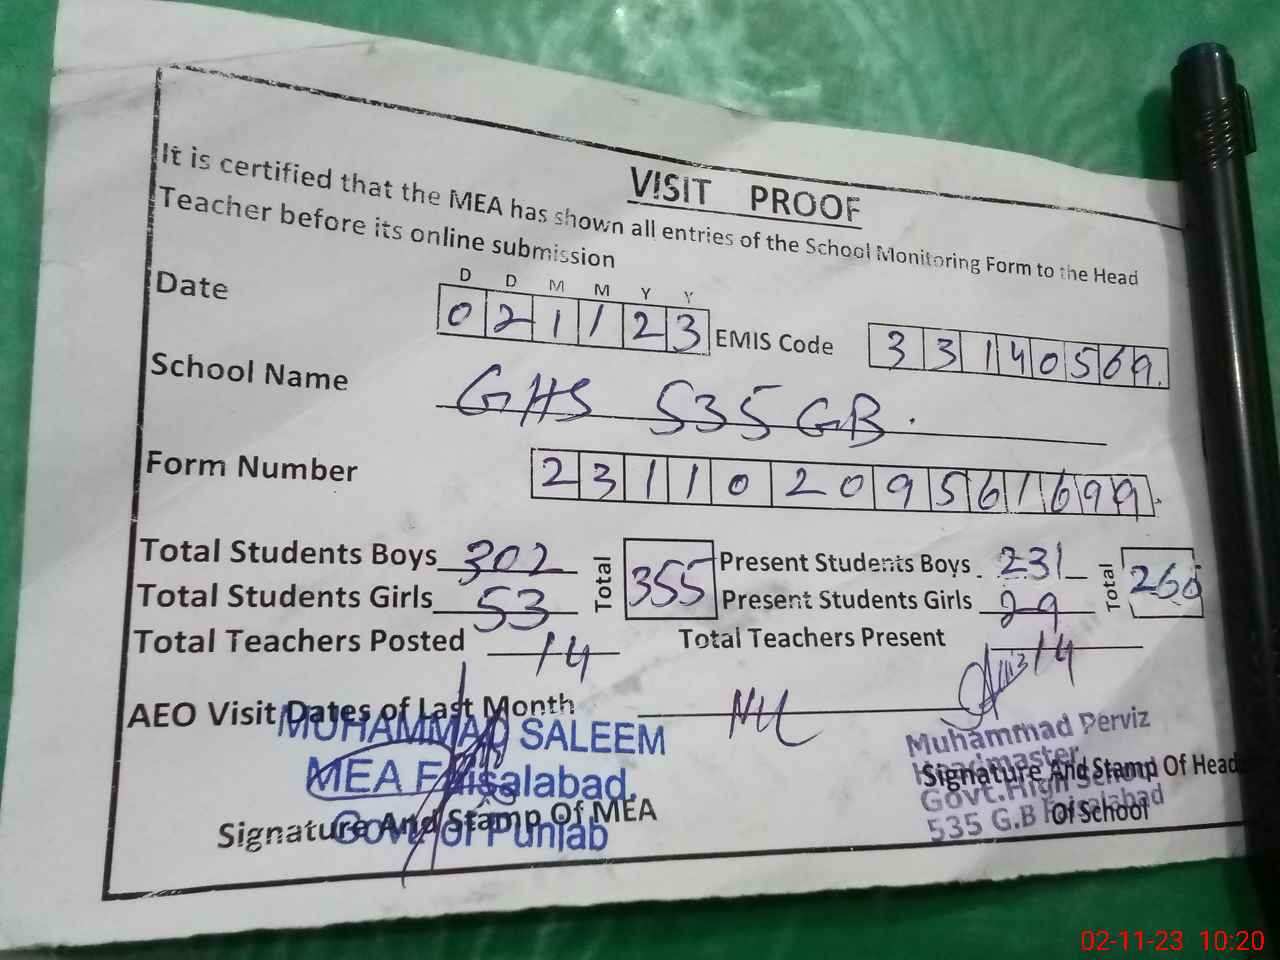 VISIT PROOF
It is certified that the MEA has shown all entries of the School Monitoring Form to the Head
Teacher before its online submission
D D M M Y Y
Date 0 2 1 1 2 3 EMIS Code 3 3 1 4 0 5 6 9.
School Name GHS 535 GB.
Form Number 2 3 1 1 0 2 0 9 5 6 1 6 9 9.
Total Students Boys 302 Total 355 Present Students Boys 231 Total 260
Total Students Girls 53 Present Students Girls 29
Total Teachers Posted 14 Total Teachers Present 14
AEO Visit Dates of Last Month Nil
MUHAMMAD SALEEM
MEA Faisalabad.
Govt of Punjab
Signature And Stamp Of MEA
Muhammad Perviz
Headmaster
Govt. High School
535 G.B Faisalabad
Signature And Stamp Of Head
Of School
02-11-23 10:20